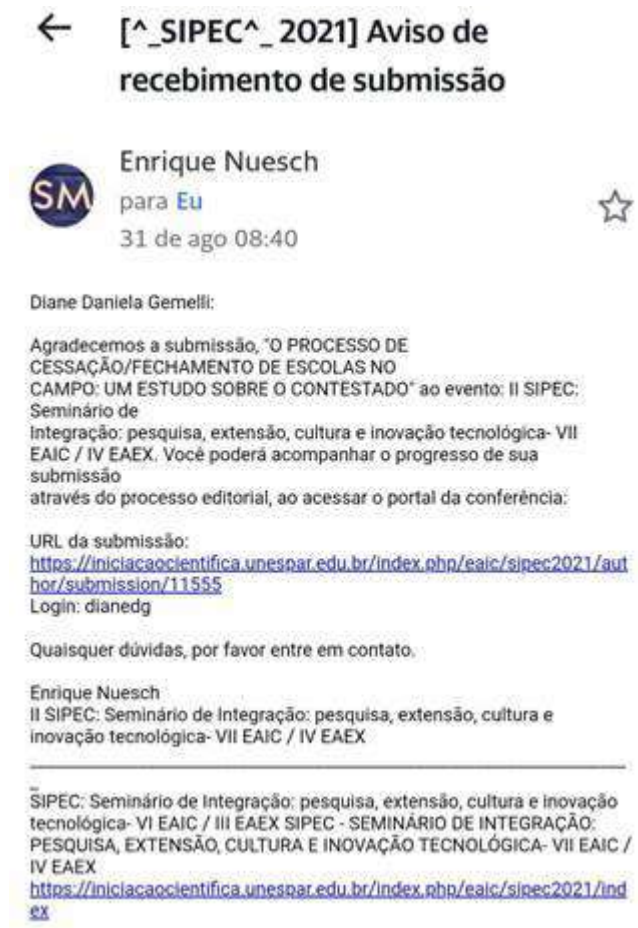 [^_SIPEC^_ 2021] Aviso de
recebimento de submissão
Enrique Nuesch
SM
para Eu
31 de ago 08:40
Diane Daniela Gemelli:
Agradecemos a submissão, "O PROCESSO DE
CESSAÇÃO/FECHAMENTO DE ESCOLAS NO
CAMPO: UM ESTUDO SOBRE O CONTESTADO" ao evento: II SIPEC:
Seminário de
Integração: pesquisa, extensão, cultura e inovação tecnológica- VII
EAIC / IV EAEX. Você poderá acompanhar o progresso de sua
submissão
através do processo editorial, ao acessar o portal da conferência:
URL da submissão:
https://iniciacaocientifica.unespar.edu.br/index.php/eaic/sipec2021/aut
hor/submission/11555
Login: dianedg
Quaisquer dúvidas, por favor entre em contato.
Enrique Nuesch
II SIPEC: Seminário de Integração: pesquisa, extensão, cultura e
inovação tecnológica- VII EAIC / IV EAEX
_
SIPEC: Seminário de Integração: pesquisa, extensão, cultura e inovação
tecnológica- VI EAIC / III EAEX SIPEC - SEMINÁRIO DE INTEGRAÇÃO:
PESQUISA, EXTENSÃO, CULTURA E INOVAÇÃO TECNOLÓGICA- VII EAIC /
IV EAEX
https://iniciacaocientifica.unespar.edu.br/index.php/eaic/sipec2021/ind
ex